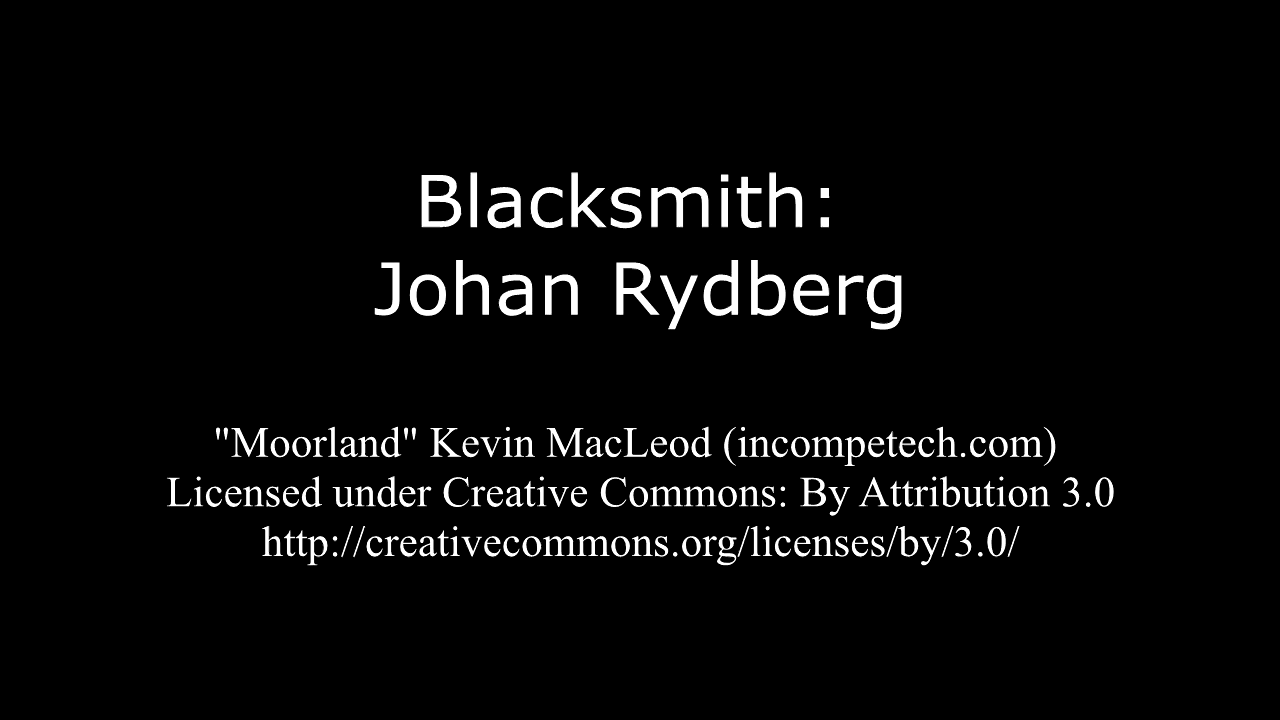 Blacksmith:
Johan Rydberg
"Moorland" Kevin MacLeod (incompetech.com)
Licensed under Creative Commons: By Attribution 3.0
http://creativecommons.org/licenses/by/3.0/